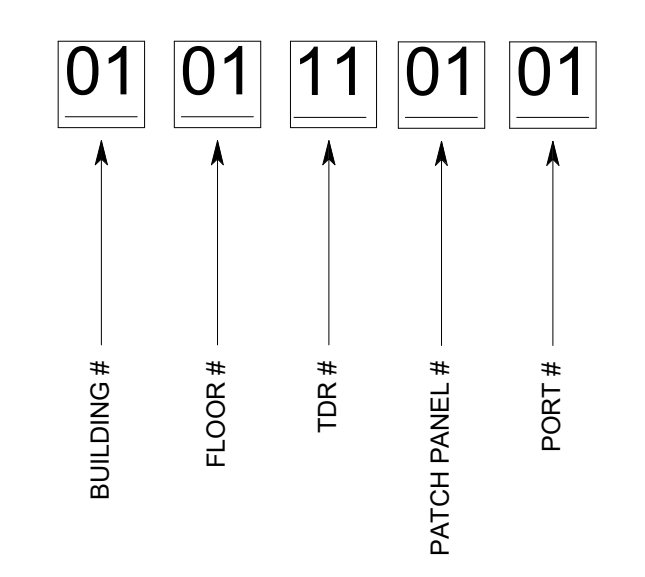 01 01 11 01 01
BUILDING #
FLOOR #
TDR #
PATCH PANEL #
PORT #